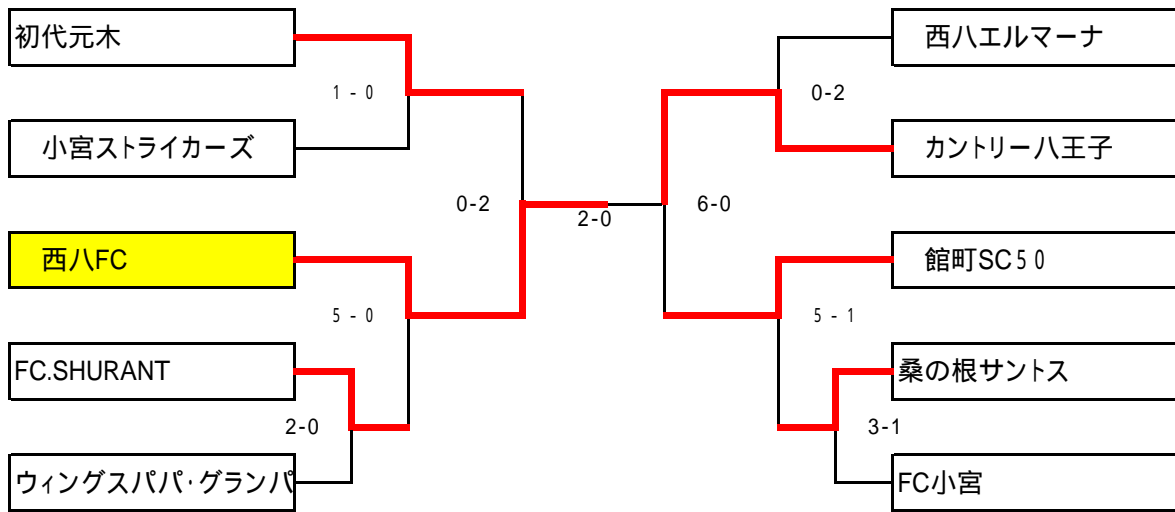 初代元木
西八エルマーナ
1 - 0
0-2
小宮ストライカーズ
カントリー八王子
0-2
2-0
6-0
西八FC
館町SC５０
5 - 0
5 - 1
FC.SHURANT
桑の根サントス
2-0
3-1
ウィングスパパ・グランパ
FC小宮